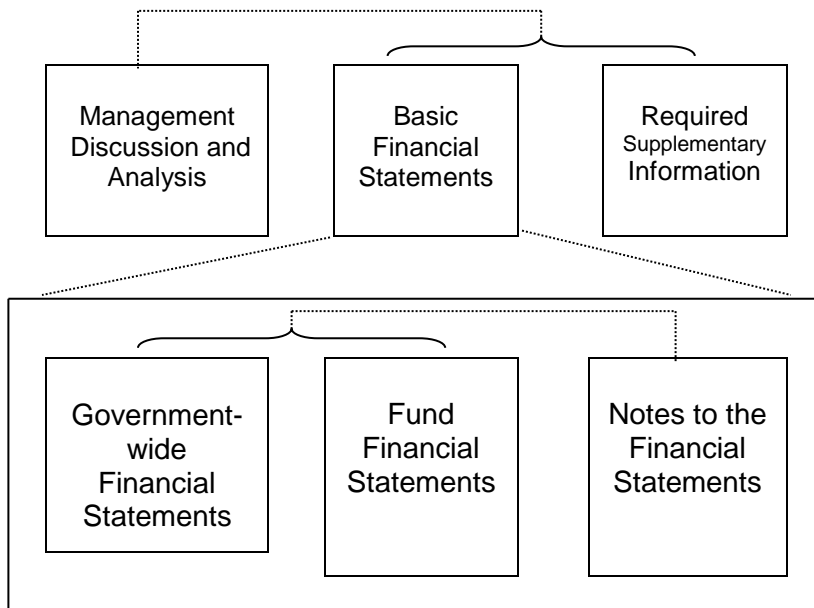 Management
Discussion and
Analysis
Basic
Financial
Statements
Required
Supplementary
Information
Government-
wide
Financial
Statements
Fund
Financial
Statements
Notes to the
Financial
Statements